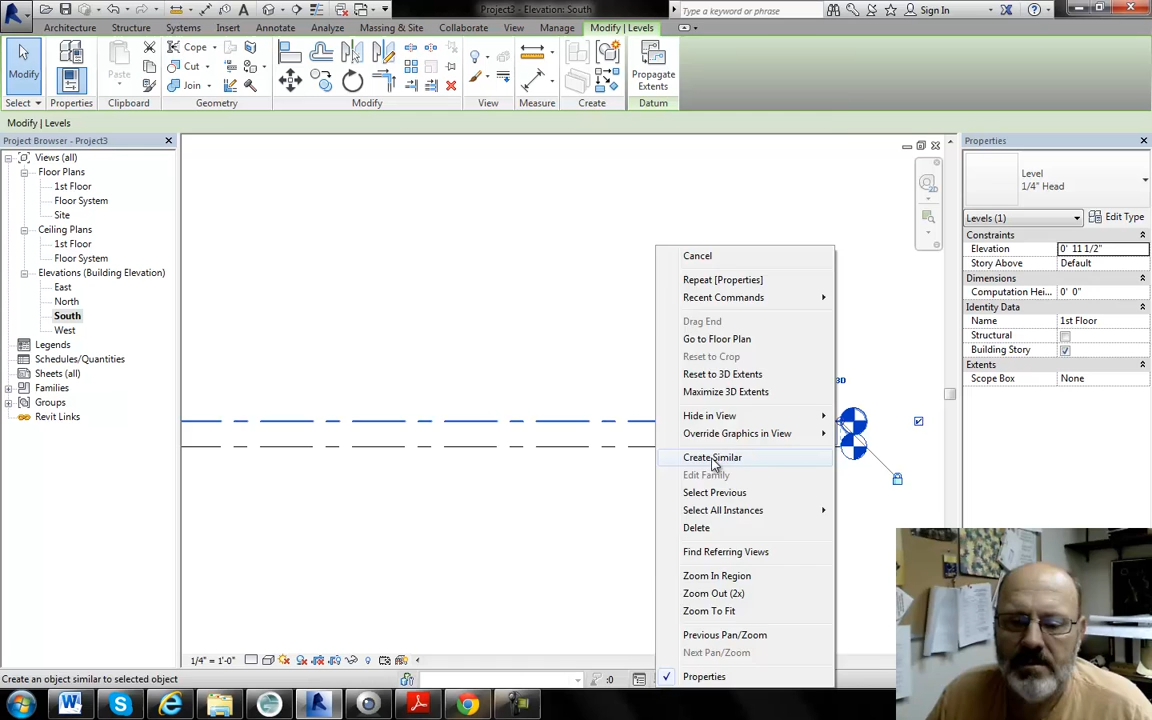 Project3 - Elevation: South
Type a keyword or phrase
Sign In
Architecture Structure Systems Insert Annotate Analyze Massing & Site Collaborate View Manage Modify | Levels
Modify
Paste
Cope
Cut
Join
Propagate
Extents
Select Properties Clipboard Geometry Modify View Measure Create Datum
Modify | Levels
Project Browser - Project3
Views (all)
Floor Plans
1st Floor
Floor System
Site
Ceiling Plans
1st Floor
Floor System
Elevations (Building Elevation)
East
North
South
West
Legends
Schedules/Quantities
Sheets (all)
Families
Groups
Revit Links
Cancel
Repeat [Properties]
Recent Commands
Drag End
Go to Floor Plan
Reset to Crop
Reset to 3D Extents
Maximize 3D Extents
Hide in View
Override Graphics in View
Create Similar
Edit Family
Select Previous
Select All Instances
Delete
Find Referring Views
Zoom In Region
Zoom Out (2x)
Zoom To Fit
Previous Pan/Zoom
Next Pan/Zoom
Properties
3D
2D
Properties
Level
1/4" Head
Levels (1)
Edit Type
Constraints
Elevation 0' 11 1/2"
Story Above Default
Dimensions
Computation Hei... 0' 0"
Identity Data
Name 1st Floor
Structural
Building Story
Extents
Scope Box None
1/4" = 1'-0"
Create an object similar to selected object
:0